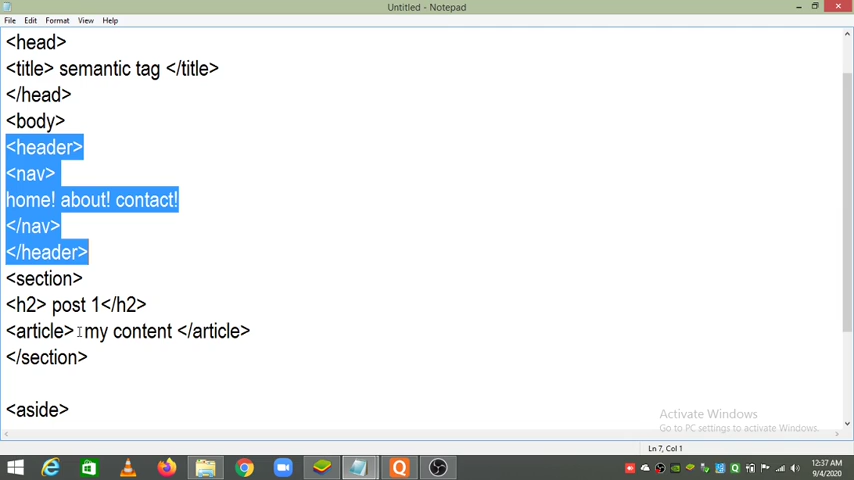 Untitled - Notepad
File Edit Format View Help
<head>
<title> semantic tag </title>
</head>
<body>
<header>
<nav>
home! about! contact!
</nav>
</header>
<section>
<h2> post 1</h2>
<article> my content </article>
</section>
<aside>
Activate Windows
Go to PC settings to activate Windows.
Ln 7, Col 1
12:37 AM
9/4/2020